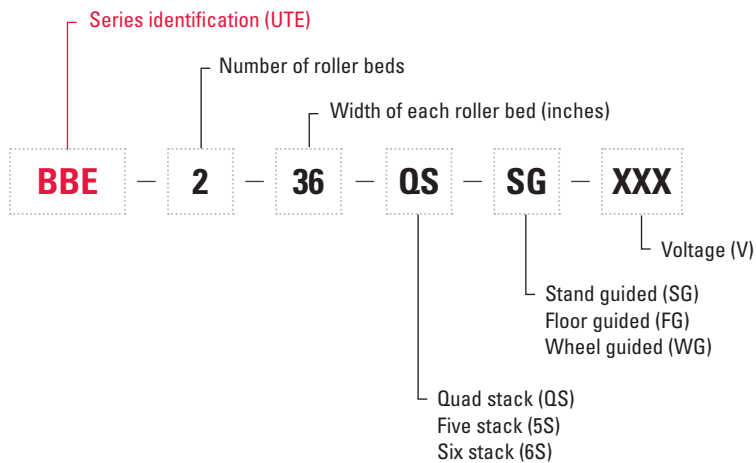 Series identification (UTE)
Number of roller beds
Width of each roller bed (inches)
BBE – 2 – 36 – QS – SG – XXX
Voltage (V)
Stand guided (SG)
Floor guided (FG)
Wheel guided (WG)
Quad stack (QS)
Five stack (5S)
Six stack (6S)